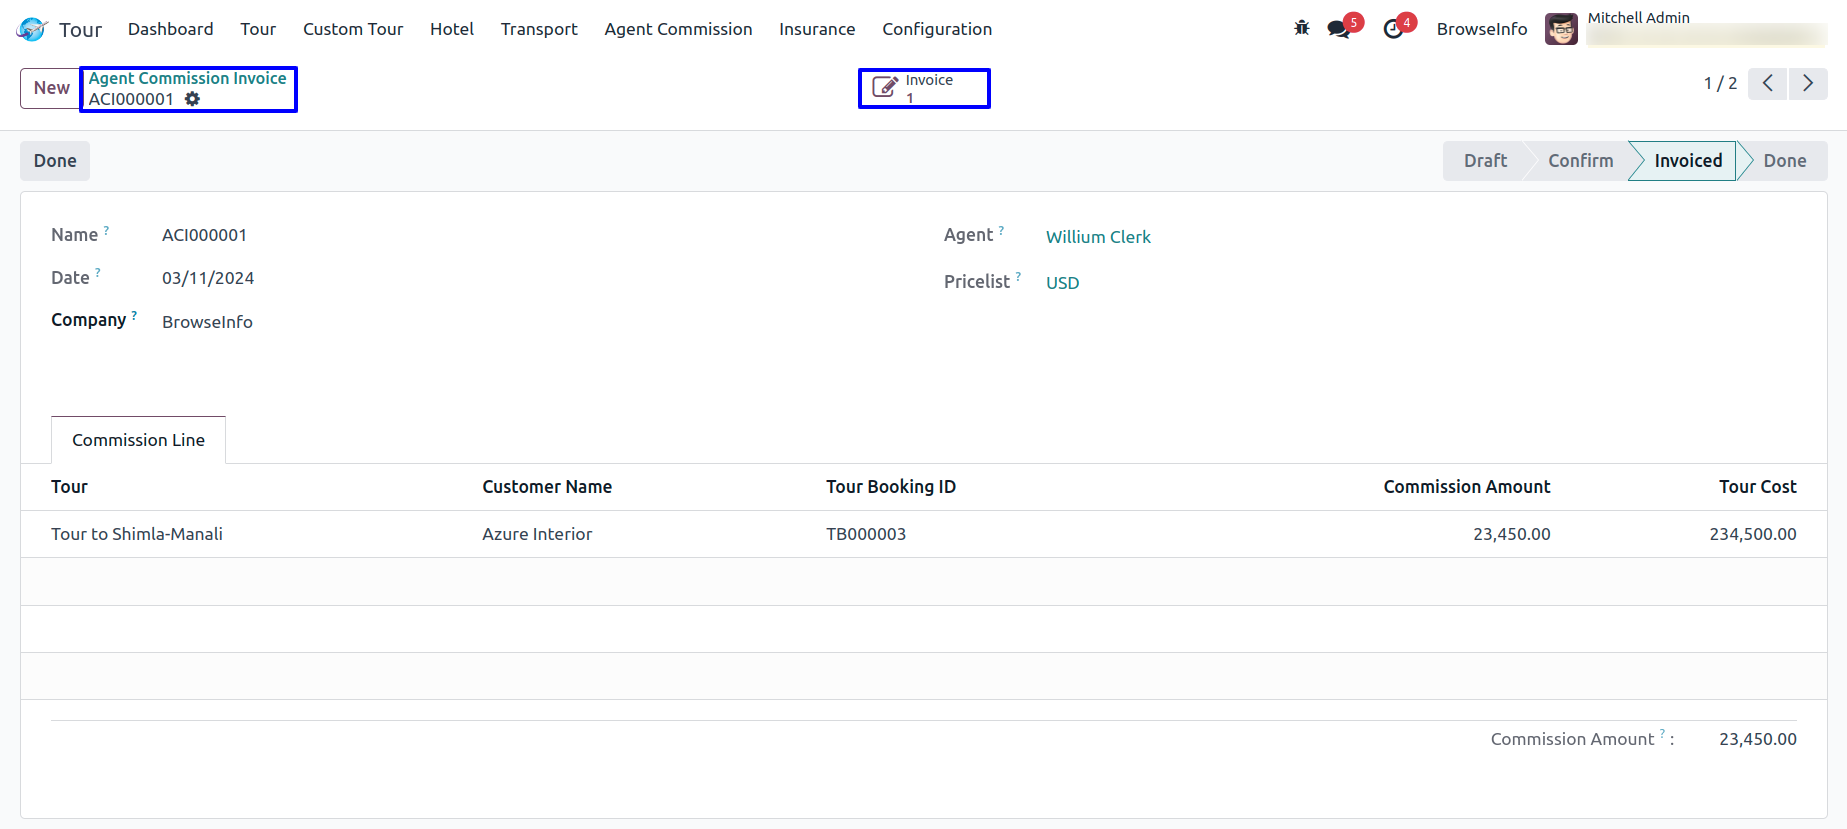 Tour Dashboard Tour Custom Tour Hotel Transport Agent Commission Insurance Configuration 5 4 BrowseInfo Mitchell Admin
New Agent Commission Invoice
ACI000001
Invoice
1
1 / 2
Done Draft Confirm Invoiced Done
Name ? ACI000001 Agent ? Willium Clerk
Date ? 03/11/2024 Pricelist ? USD
Company ? BrowseInfo
Commission Line
Tour Customer Name Tour Booking ID Commission Amount Tour Cost
Tour to Shimla-Manali Azure Interior TB000003 23,450.00 234,500.00
Commission Amount ? : 23,450.00